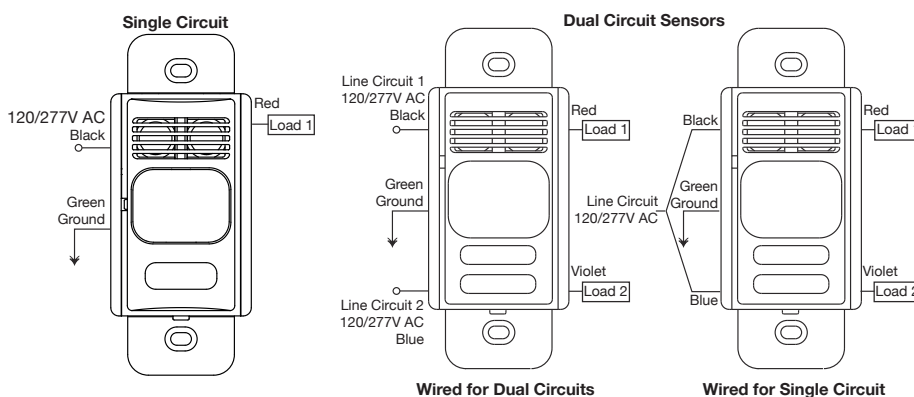 Single Circuit
120/277V AC
Black
Green
Ground
Red
Load 1
Dual Circuit Sensors
Line Circuit 1
120/277V AC
Black
Green
Ground
Line Circuit 2
120/277V AC
Blue
Red
Load 1
Violet
Load 2
Wired for Dual Circuits
Black
Line Circuit
120/277V AC
Green
Ground
Blue
Red
Load
Violet
Load 2
Wired for Single Circuit